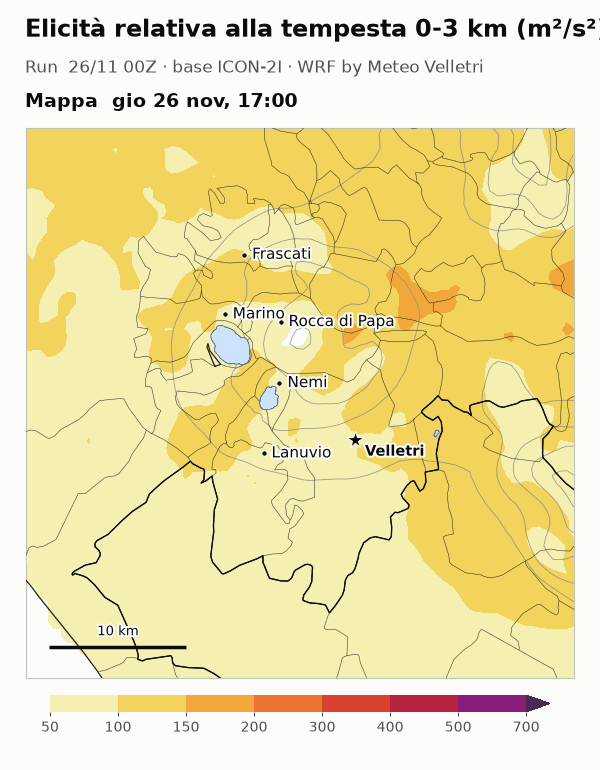 Elicità relativa alla tempesta 0-3 km (m²/s²)
Run 26/11 00Z · base ICON-2I · WRF by Meteo Velletri
Mappa gio 26 nov, 17:00
Frascati
Marino
Rocca di Papa
Nemi
Velletri
Lanuvio
10 km
50 100 150 200 300 400 500 700